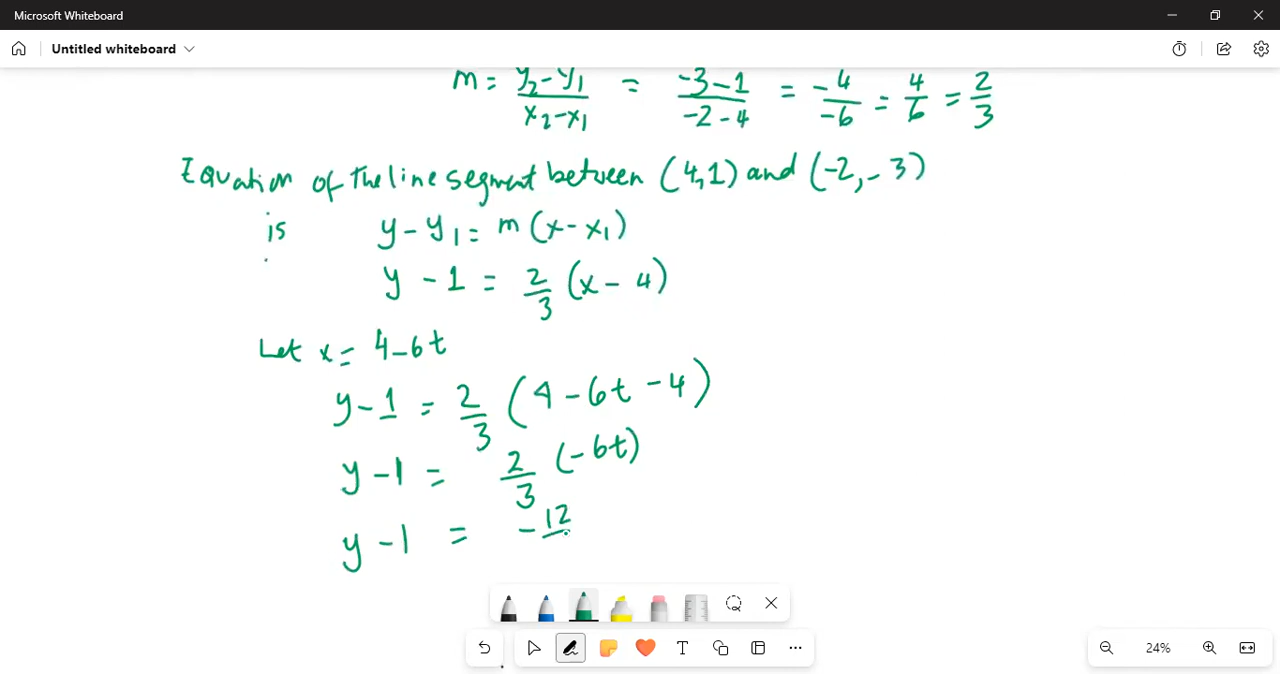 Microsoft Whiteboard
Untitled whiteboard
m = y₂-y₁/x₂-x₁ = -3-1/-2-4 = -4/-6 = 4/6 = 2/3
Equation of the line segment between (4,1) and (-2,-3)
is y - y₁ = m(x - x₁)
y - 1 = 2/3 (x - 4)
Let x = 4-6t
y - 1 = 2/3 (4 - 6t - 4)
y - 1 = 2/3 (-6t)
y - 1 = -12
24%